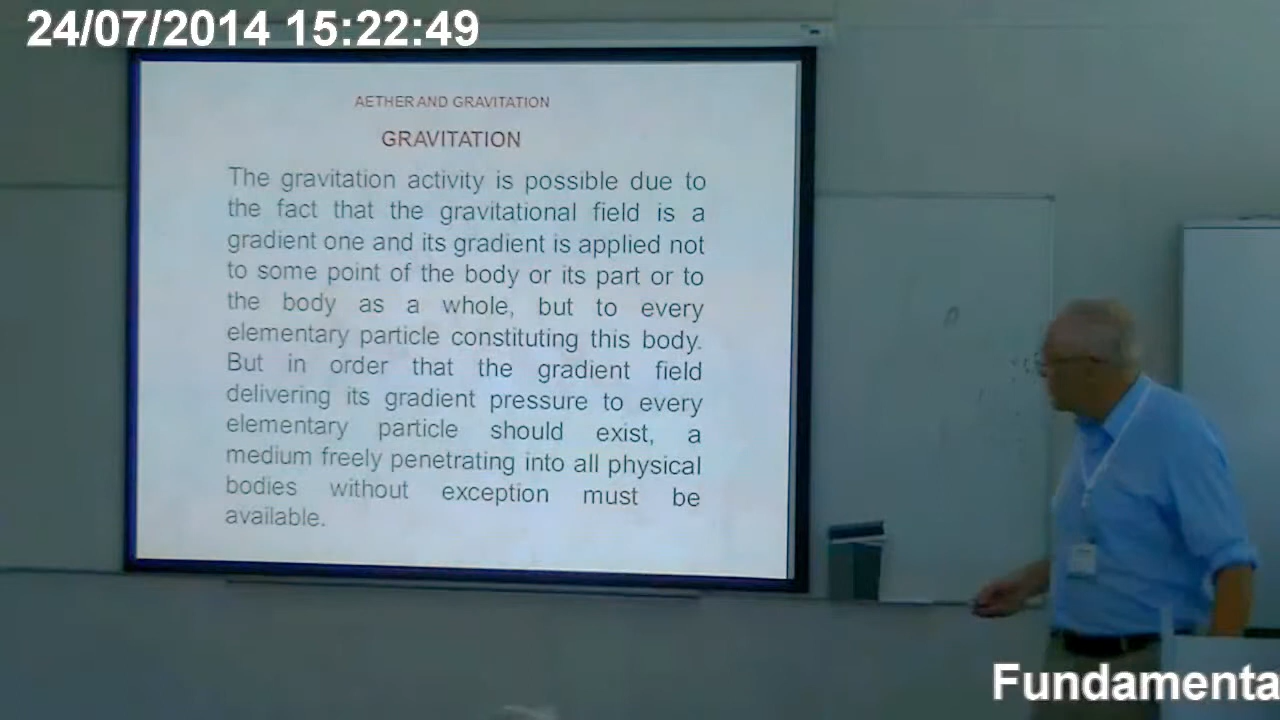 24/07/2014 15:22:49
AETHER AND GRAVITATION
GRAVITATION
The gravitation activity is possible due to
the fact that the gravitational field is a
gradient one and its gradient is applied not
to some point of the body or its part or to
the body as a whole, but to every
elementary particle constituting this body.
But in order that the gradient field
delivering its gradient pressure to every
elementary particle should exist, a
medium freely penetrating into all physical
bodies without exception must be
available.
Fundamenta